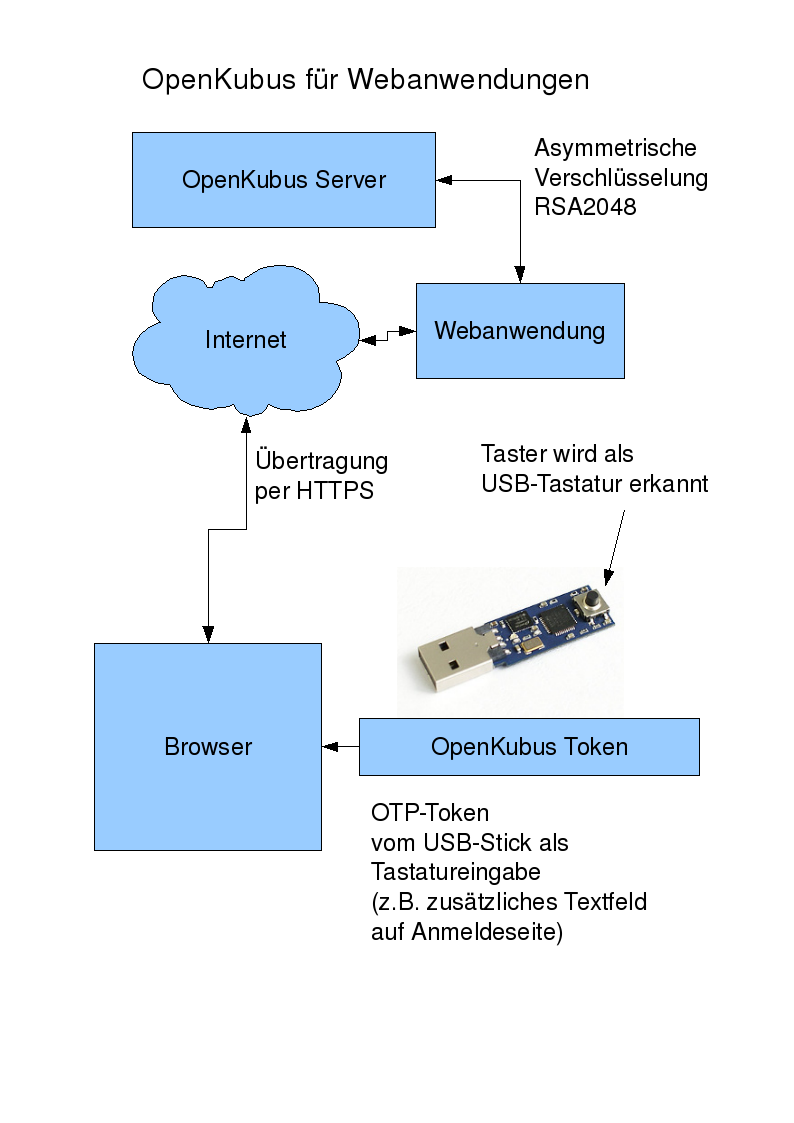 OpenKubus für Webanwendungen
OpenKubus Server
Asymmetrische
Verschlüsselung
RSA2048
Internet
Webanwendung
Übertragung
per HTTPS
Taster wird als
USB-Tastatur erkannt
Browser
OpenKubus Token
OTP-Token
vom USB-Stick als
Tastatureingabe
(z.B. zusätzliches Textfeld
auf Anmeldeseite)